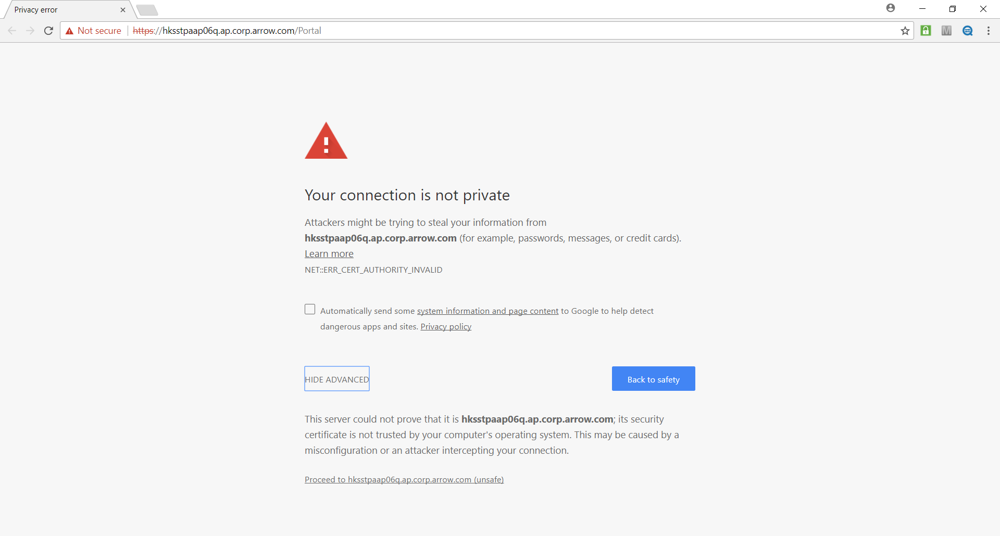 Privacy error
Not secure https://hksstpaap06q.ap.corp.arrow.com/Portal
M
Your connection is not private
Attackers might be trying to steal your information from
hksstpaap06q.ap.corp.arrow.com (for example, passwords, messages, or credit cards).
Learn more
NET::ERR_CERT_AUTHORITY_INVALID
Automatically send some system information and page content to Google to help detect
dangerous apps and sites. Privacy policy
HIDE ADVANCED
Back to safety
This server could not prove that it is hksstpaap06q.ap.corp.arrow.com; its security
certificate is not trusted by your computer's operating system. This may be caused by a
misconfiguration or an attacker intercepting your connection.
Proceed to hksstpaap06q.ap.corp.arrow.com (unsafe)